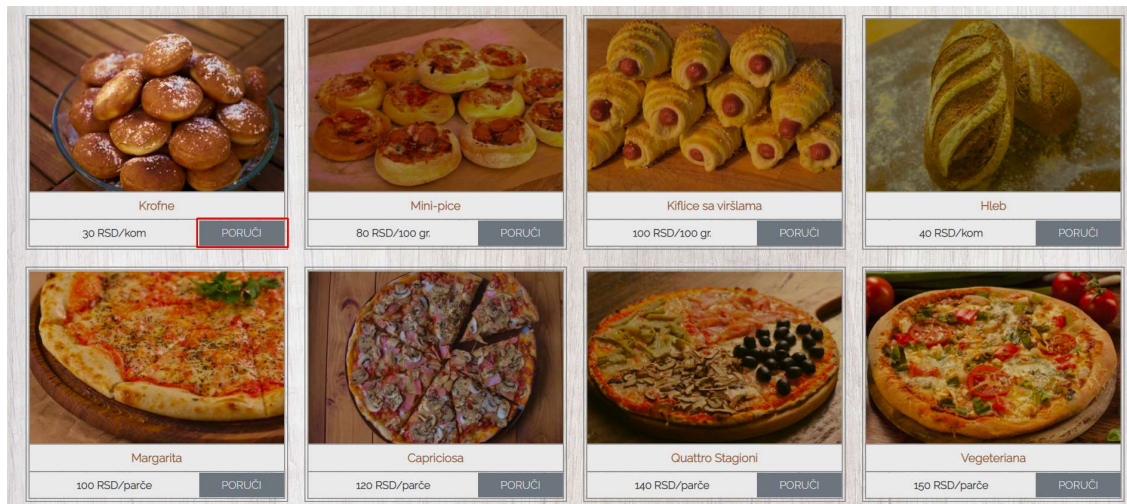 Krofne
30 RSD/kom PORUČI
Mini-pice
80 RSD/100 gr. PORUČI
Kiflice sa viršlama
100 RSD/100 gr. PORUČI
Hleb
40 RSD/kom PORUČI
Margarita
100 RSD/parče PORUČI
Capriciosa
120 RSD/parče PORUČI
Quattro Stagioni
140 RSD/parče PORUČI
Vegeteriana
150 RSD/parče PORUČI